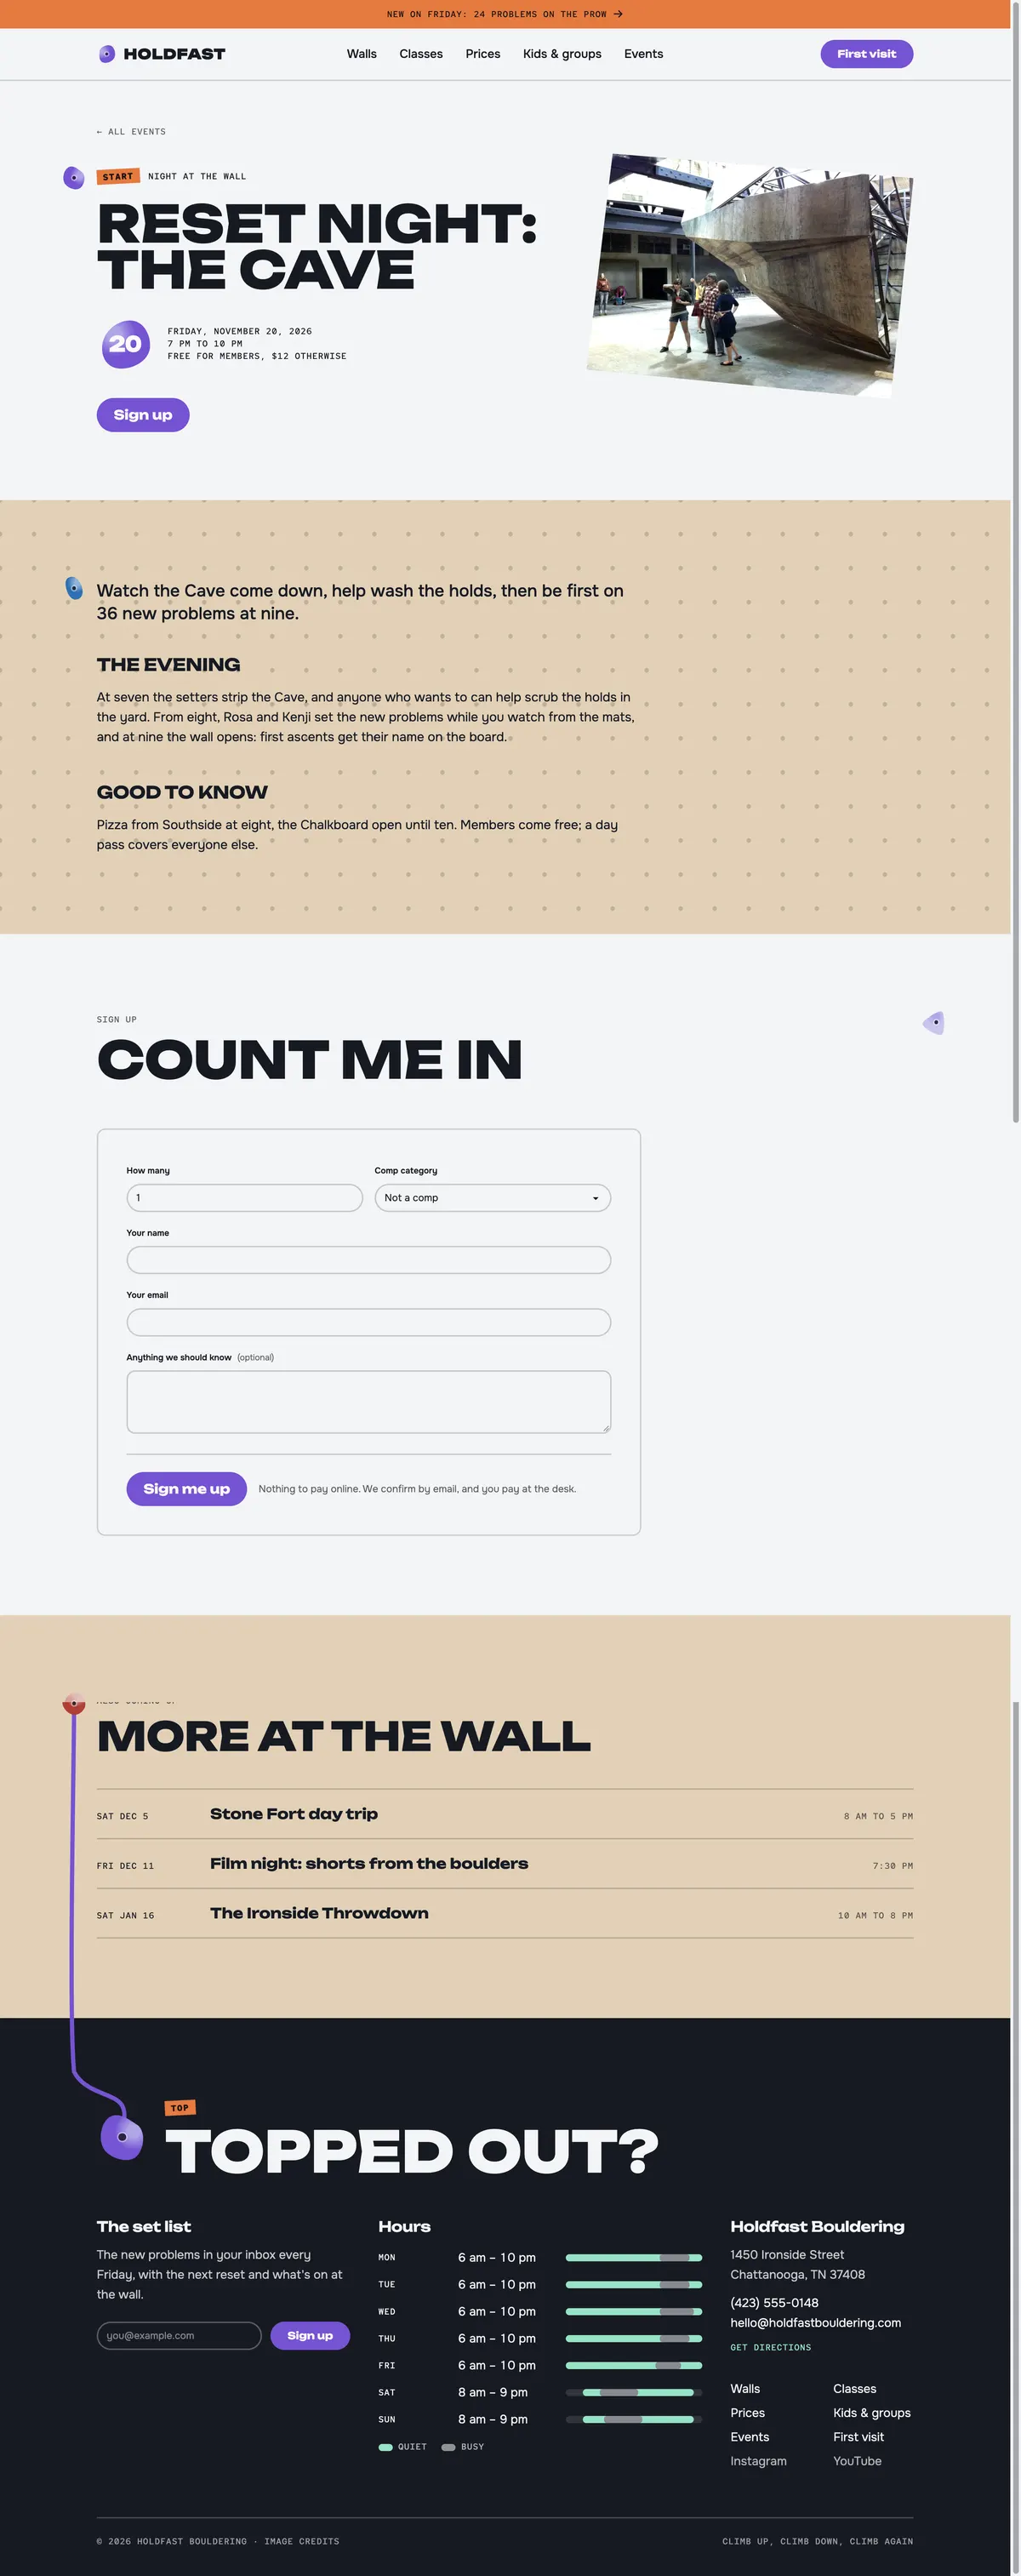 NEW ON FRIDAY: 24 PROBLEMS ON THE PROW →
HOLDFAST
Walls
Classes
Prices
Kids & groups
Events
First visit
← ALL EVENTS
START NIGHT AT THE WALL
RESET NIGHT:
THE CAVE
20
FRIDAY, NOVEMBER 20, 2026
7 PM TO 10 PM
FREE FOR MEMBERS, $12 OTHERWISE
Sign up
Watch the Cave come down, help wash the holds, then be first on
36 new problems at nine.
THE EVENING
At seven the setters strip the Cave, and anyone who wants to can help scrub the holds in
the yard. From eight, Rosa and Kenji set the new problems while you watch from the mats,
and at nine the wall opens: first ascents get their name on the board.
GOOD TO KNOW
Pizza from Southside at eight, the Chalkboard open until ten. Members come free; a day
pass covers everyone else.
SIGN UP
COUNT ME IN
How many
Comp category
1
Not a comp
Your name
Your email
Anything we should know (optional)
Sign me up
Nothing to pay online. We confirm by email, and you pay at the desk.
MORE AT THE WALL
SAT DEC 5 Stone Fort day trip 8 AM TO 5 PM
FRI DEC 11 Film night: shorts from the boulders 7:30 PM
SAT JAN 16 The Ironside Throwdown 10 AM TO 8 PM
TOP
TOPPED OUT?
The set list
The new problems in your inbox every
Friday, with the next reset and what's on at
the wall.
you@example.com
Sign up
Hours
MON 6 am – 10 pm
TUE 6 am – 10 pm
WED 6 am – 10 pm
THU 6 am – 10 pm
FRI 6 am – 10 pm
SAT 8 am – 9 pm
SUN 8 am – 9 pm
QUIET BUSY
Holdfast Bouldering
1450 Ironside Street
Chattanooga, TN 37408
(423) 555-0148
hello@holdfastbouldering.com
GET DIRECTIONS
Walls
Classes
Prices
Kids & groups
Events
First visit
Instagram
YouTube
© 2026 HOLDFAST BOULDERING · IMAGE CREDITS
CLIMB UP, CLIMB DOWN, CLIMB AGAIN